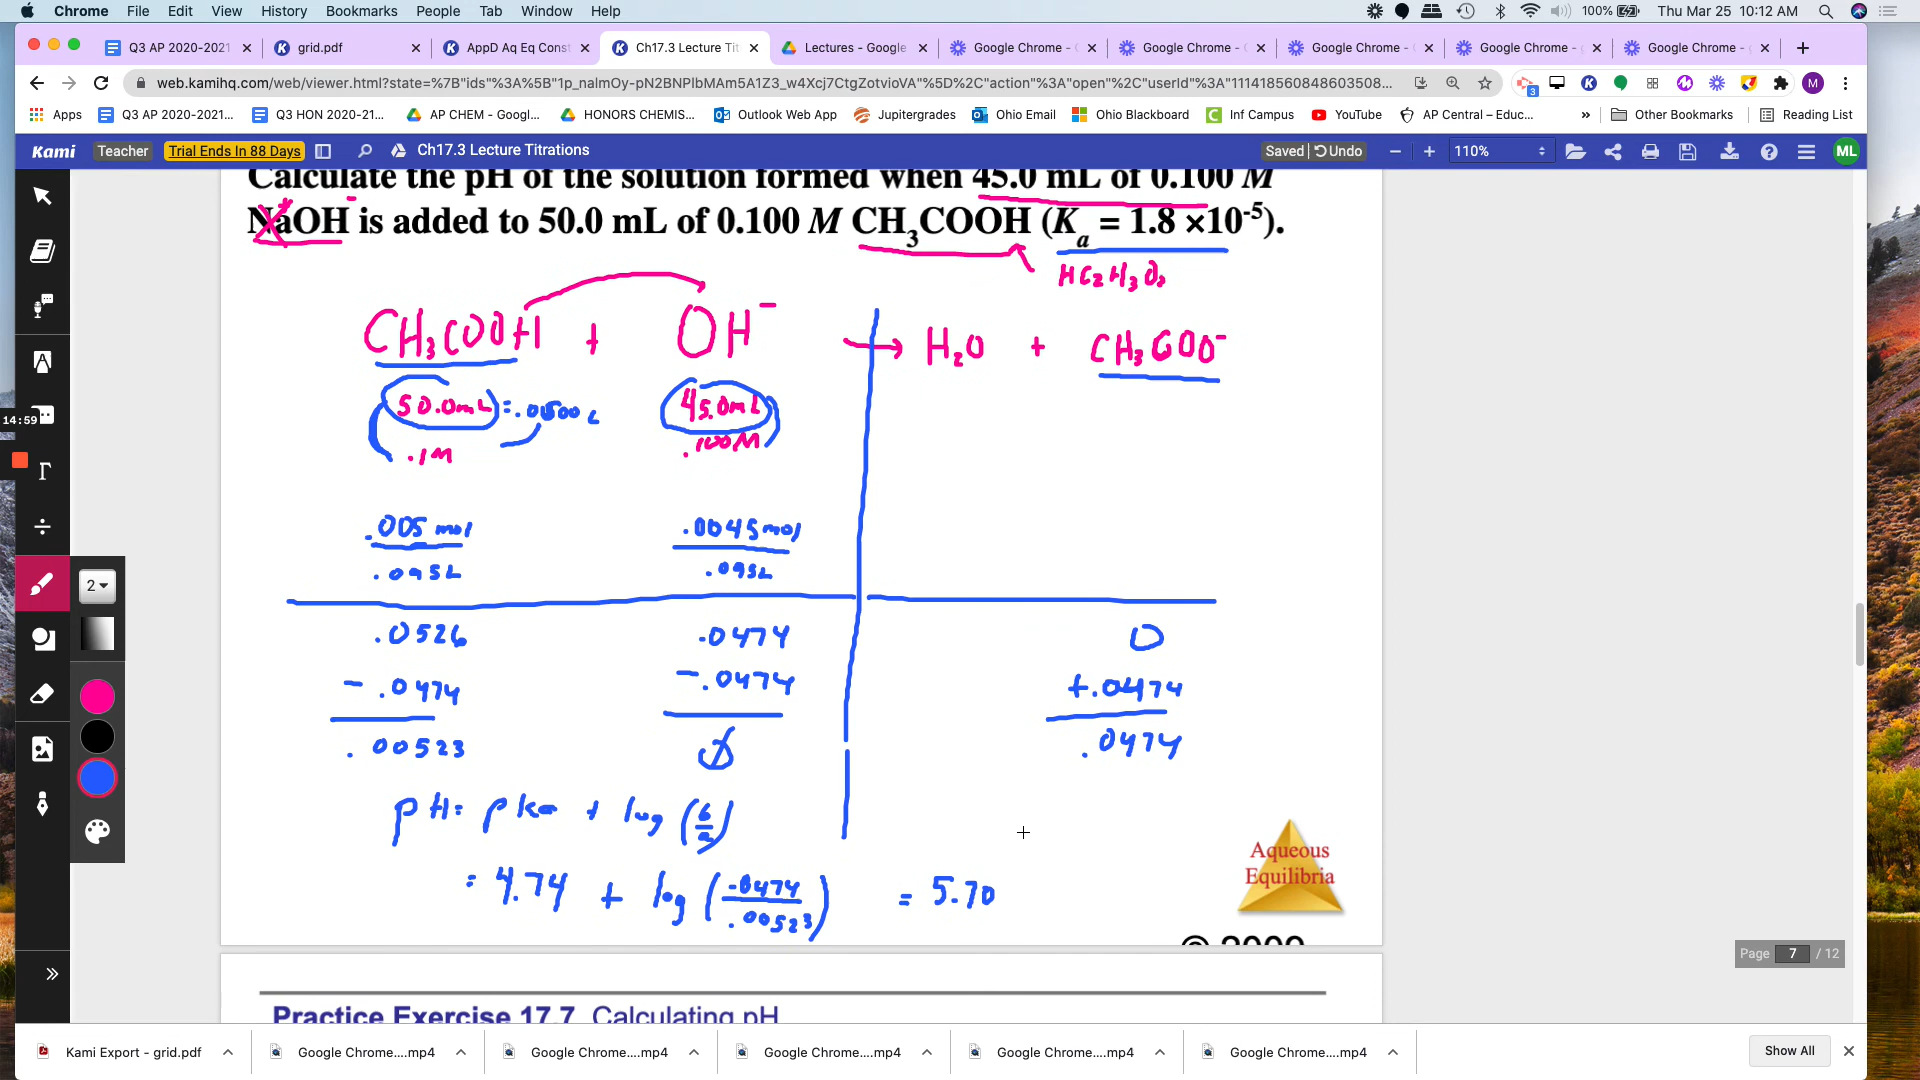 Chrome File Edit View History Bookmarks People Tab Window Help 100% Thu Mar 25 10:12 AM
Q3 AP 2020-2021 grid.pdf AppD Aq Eq Const Ch17.3 Lecture Tit Lectures - Google Google Chrome - Google Chrome - Google Chrome - Google Chrome - Google Chrome -
web.kamihq.com/web/viewer.html?state=%7B"ids"%3A%5B"1p_nalmOy-pN2BNPlbMAm5A1Z3_w4Xcj7CtgZotvioVA"%5D%2C"action"%3A"open"%2C"userId"%3A"111418560848603508... 3 M
Apps Q3 AP 2020-2021... Q3 HON 2020-21... AP CHEM - Googl... HONORS CHEMIS... Outlook Web App Jupitergrades Ohio Email Ohio Blackboard Inf Campus YouTube AP Central – Educ... » Other Bookmarks Reading List
Kami Teacher Trial Ends In 88 Days Ch17.3 Lecture Titrations Saved Undo 110% ML
Calculate the pH of the solution formed when 45.0 mL of 0.100 M
NaOH is added to 50.0 mL of 0.100 M CH3COOH (Ka = 1.8 ×10-5).
HC2H3O2
CH3COOH + OH− → H2O + CH3COO−
50.0mL = .0500 L 45.0mL
.1M .100M
14:59
.005 mol .0045mol
.095L .095L
2
.0526 .0474 0
- .0474 -.0474 +.0474
.00523 0 .0474
pH= pka + log (b/a)
= 4.74 + log (.0474/.00523) = 5.70
Aqueous
Equilibria
© 2009
Page 7 / 12
Practice Exercise 17.7 Calculating pH
Kami Export - grid.pdf Google Chrome....mp4 Google Chrome....mp4 Google Chrome....mp4 Google Chrome....mp4 Google Chrome....mp4 Show All